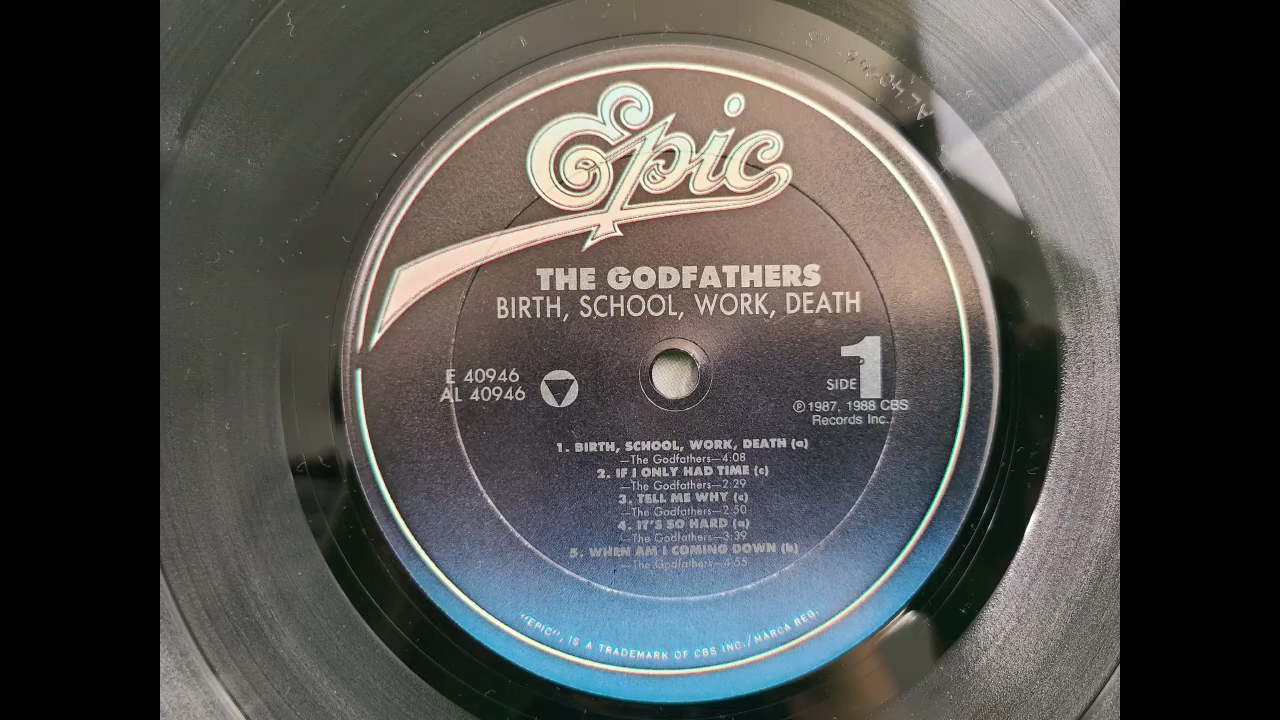 Epic
THE GODFATHERS
BIRTH, SCHOOL, WORK, DEATH
E 40946
AL 40946
SIDE 1
℗ 1987, 1988 CBS
Records Inc.
1. BIRTH, SCHOOL, WORK, DEATH (a)
—The Godfathers—4:08
2. IF I ONLY HAD TIME (c)
—The Godfathers—2:29
3. TELL ME WHY (c)
—The Godfathers—2:50
4. IT'S SO HARD (a)
—The Godfathers—3:39
5. WHEN AM I COMING DOWN (b)
—The Godfathers—4:55
"EPIC", IS A TRADEMARK OF CBS INC./MARCA REG.